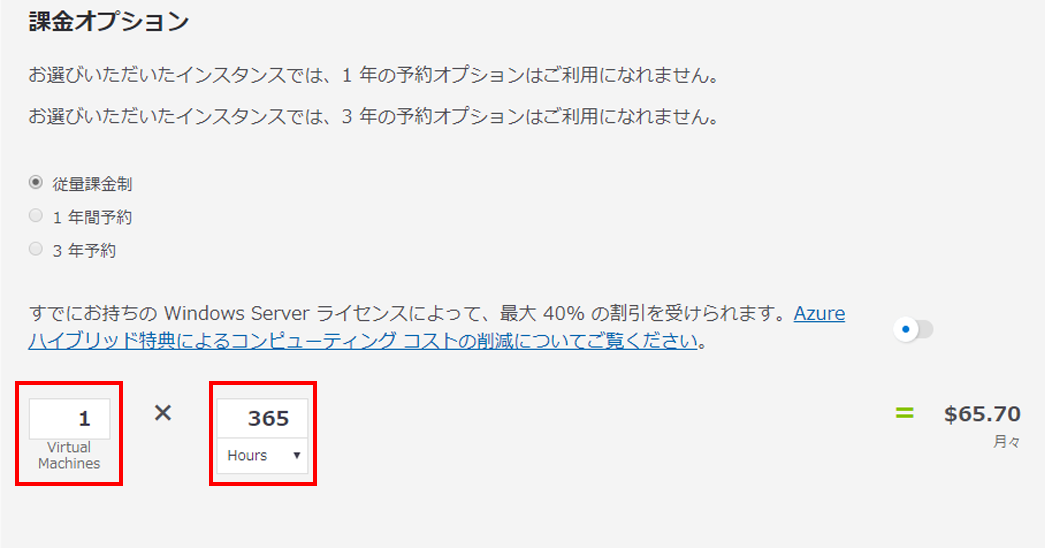 課金オプション
お選びいただいたインスタンスでは、1 年の予約オプションはご利用になれません。
お選びいただいたインスタンスでは、3 年の予約オプションはご利用になれません。
従量課金制
1 年間予約
3 年予約
すでにお持ちの Windows Server ライセンスによって、最大 40% の割引を受けられます。Azure
ハイブリッド特典によるコンピューティング コストの削減についてご覧ください。
1 × 365 = $65.70
Virtual Hours ▼ 月々
Machines